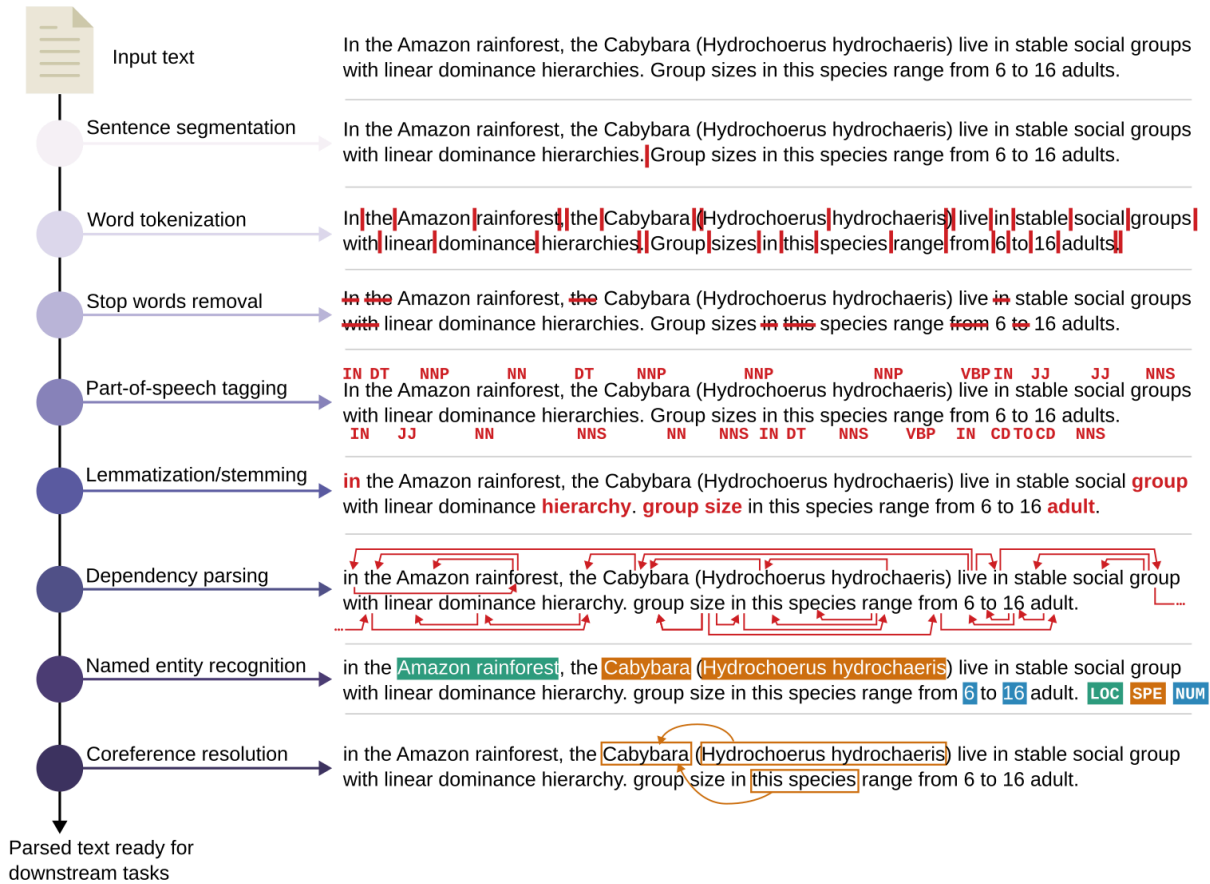 Input text
In the Amazon rainforest, the Cabybara (Hydrochoerus hydrochaeris) live in stable social groups
with linear dominance hierarchies. Group sizes in this species range from 6 to 16 adults.
Sentence segmentation
In the Amazon rainforest, the Cabybara (Hydrochoerus hydrochaeris) live in stable social groups
with linear dominance hierarchies. Group sizes in this species range from 6 to 16 adults.
Word tokenization
In the Amazon rainforest, the Cabybara (Hydrochoerus hydrochaeris) live in stable social groups
with linear dominance hierarchies. Group sizes in this species range from 6 to 16 adults.
Stop words removal
In the Amazon rainforest, the Cabybara (Hydrochoerus hydrochaeris) live in stable social groups
with linear dominance hierarchies. Group sizes in this species range from 6 to 16 adults.
Part-of-speech tagging
IN DT NNP NN DT NNP NNP NNP VBP IN JJ JJ NNS
In the Amazon rainforest, the Cabybara (Hydrochoerus hydrochaeris) live in stable social groups
with linear dominance hierarchies. Group sizes in this species range from 6 to 16 adults.
IN JJ NN NNS NN NNS IN DT NNS VBP IN CD TO CD NNS
Lemmatization/stemming
in the Amazon rainforest, the Cabybara (Hydrochoerus hydrochaeris) live in stable social group
with linear dominance hierarchy. group size in this species range from 6 to 16 adult.
Dependency parsing
in the Amazon rainforest, the Cabybara (Hydrochoerus hydrochaeris) live in stable social group
with linear dominance hierarchy. group size in this species range from 6 to 16 adult.
...
...
Named entity recognition
in the Amazon rainforest, the Cabybara (Hydrochoerus hydrochaeris) live in stable social group
with linear dominance hierarchy. group size in this species range from 6 to 16 adult. LOC SPE NUM
Coreference resolution
in the Amazon rainforest, the Cabybara (Hydrochoerus hydrochaeris) live in stable social group
with linear dominance hierarchy. group size in this species range from 6 to 16 adult.
Parsed text ready for
downstream tasks